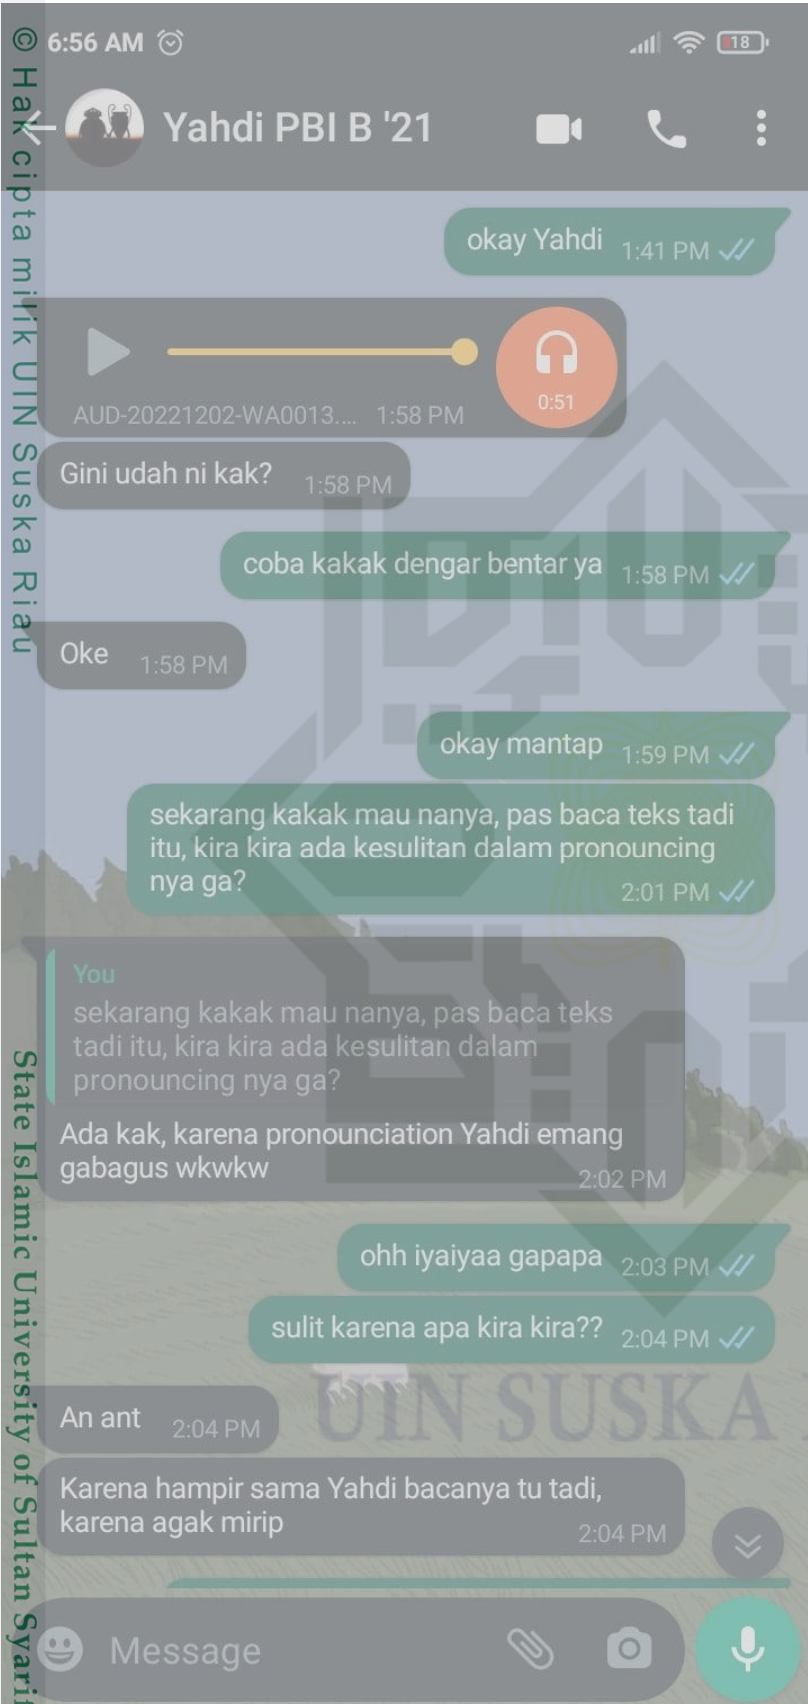 6:56 AM
18
Yahdi PBI B '21
okay Yahdi 1:41 PM
0:51
AUD-20221202-WA0013.... 1:58 PM
Gini udah ni kak? 1:58 PM
coba kakak dengar bentar ya 1:58 PM
Oke 1:58 PM
okay mantap 1:59 PM
sekarang kakak mau nanya, pas baca teks tadi
itu, kira kira ada kesulitan dalam pronouncing
nya ga? 2:01 PM
You
sekarang kakak mau nanya, pas baca teks
tadi itu, kira kira ada kesulitan dalam
pronouncing nya ga?
Ada kak, karena pronounciation Yahdi emang
gabagus wkwkw 2:02 PM
ohh iyaiyaa gapapa 2:03 PM
sulit karena apa kira kira?? 2:04 PM
An ant 2:04 PM
Karena hampir sama Yahdi bacanya tu tadi,
karena agak mirip 2:04 PM
Message
© Hak cipta milik UIN Suska Riau
State Islamic University of Sultan Syarif
UIN SUSKA